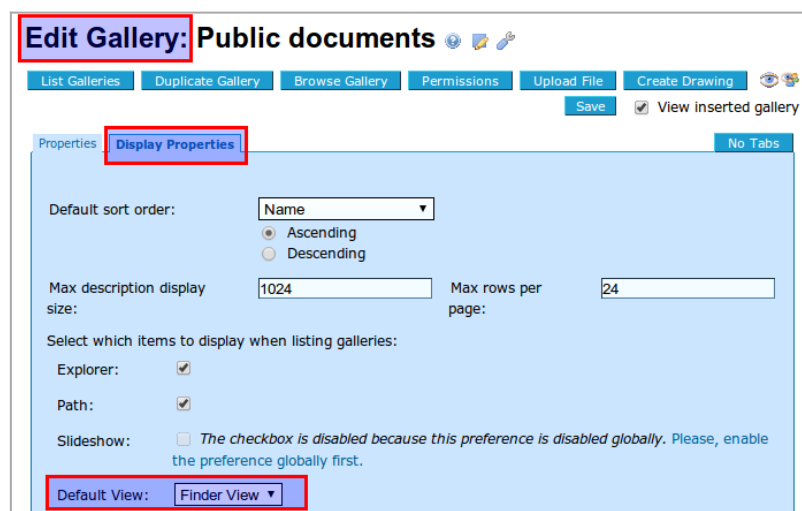 Edit Gallery: Public documents
List Galleries Duplicate Gallery Browse Gallery Permissions Upload File Create Drawing
Save View inserted gallery
Properties Display Properties No Tabs
Default sort order: Name
Ascending
Descending
Max description display size: 1024 Max rows per page: 24
Select which items to display when listing galleries:
Explorer:
Path:
Slideshow: The checkbox is disabled because this preference is disabled globally. Please, enable
the preference globally first.
Default View: Finder View